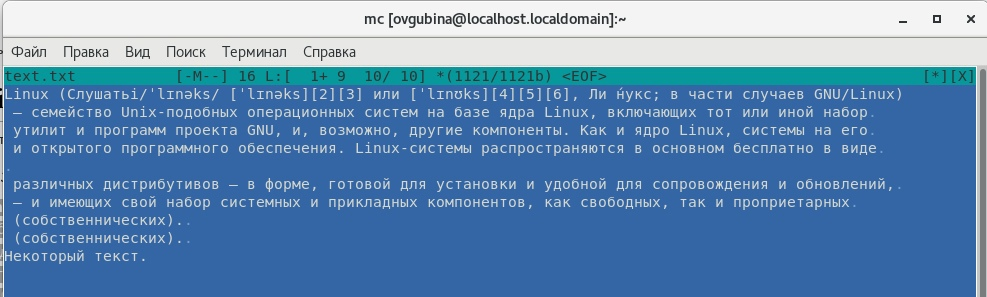 mc [ovgubina@localhost.localdomain]:~
Файл Правка Вид Поиск Терминал Справка
text.txt [-M--] 16 L:[ 1+ 9 10/ 10] *(1121/1121b) <EOF> [*][X]
Linux (Слушатьi/ˈlɪnəks/ [ˈlɪnəks][2][3] или [ˈlɪnʊks][4][5][6], Ли́нукс; в части случаев GNU/Linux)
— семейство Unix-подобных операционных систем на базе ядра Linux, включающих тот или иной набор.
утилит и программ проекта GNU, и, возможно, другие компоненты. Как и ядро Linux, системы на его.
и открытого программного обеспечения. Linux-системы распространяются в основном бесплатно в виде.
.
различных дистрибутивов — в форме, готовой для установки и удобной для сопровождения и обновлений,.
— и имеющих свой набор системных и прикладных компонентов, как свободных, так и проприетарных.
(собственнических)..
(собственнических)..
Некоторый текст.